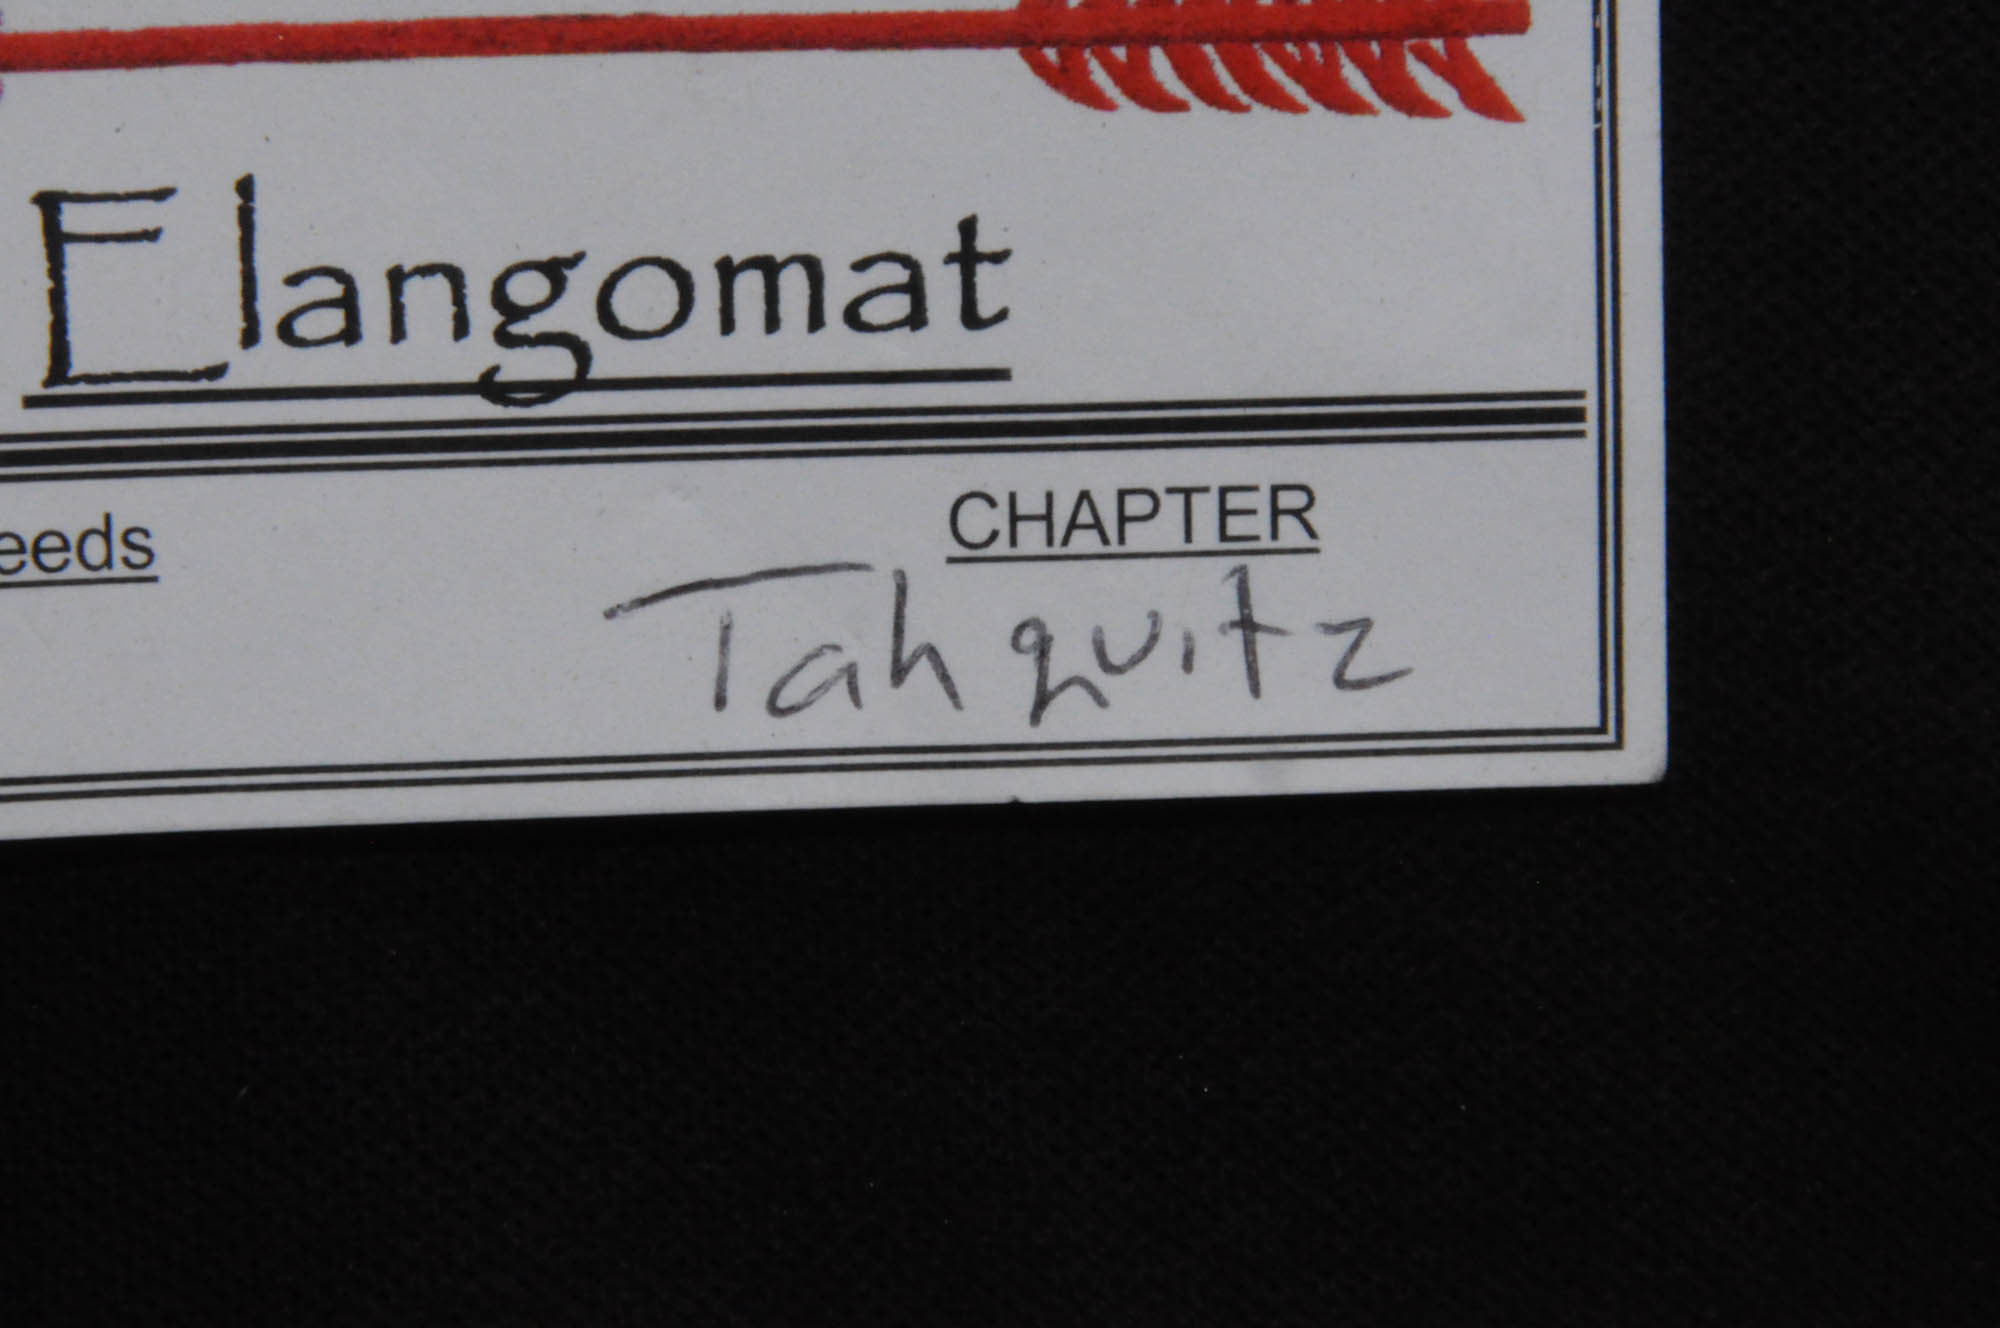 Elangomat
eeds CHAPTER
Tahquitz